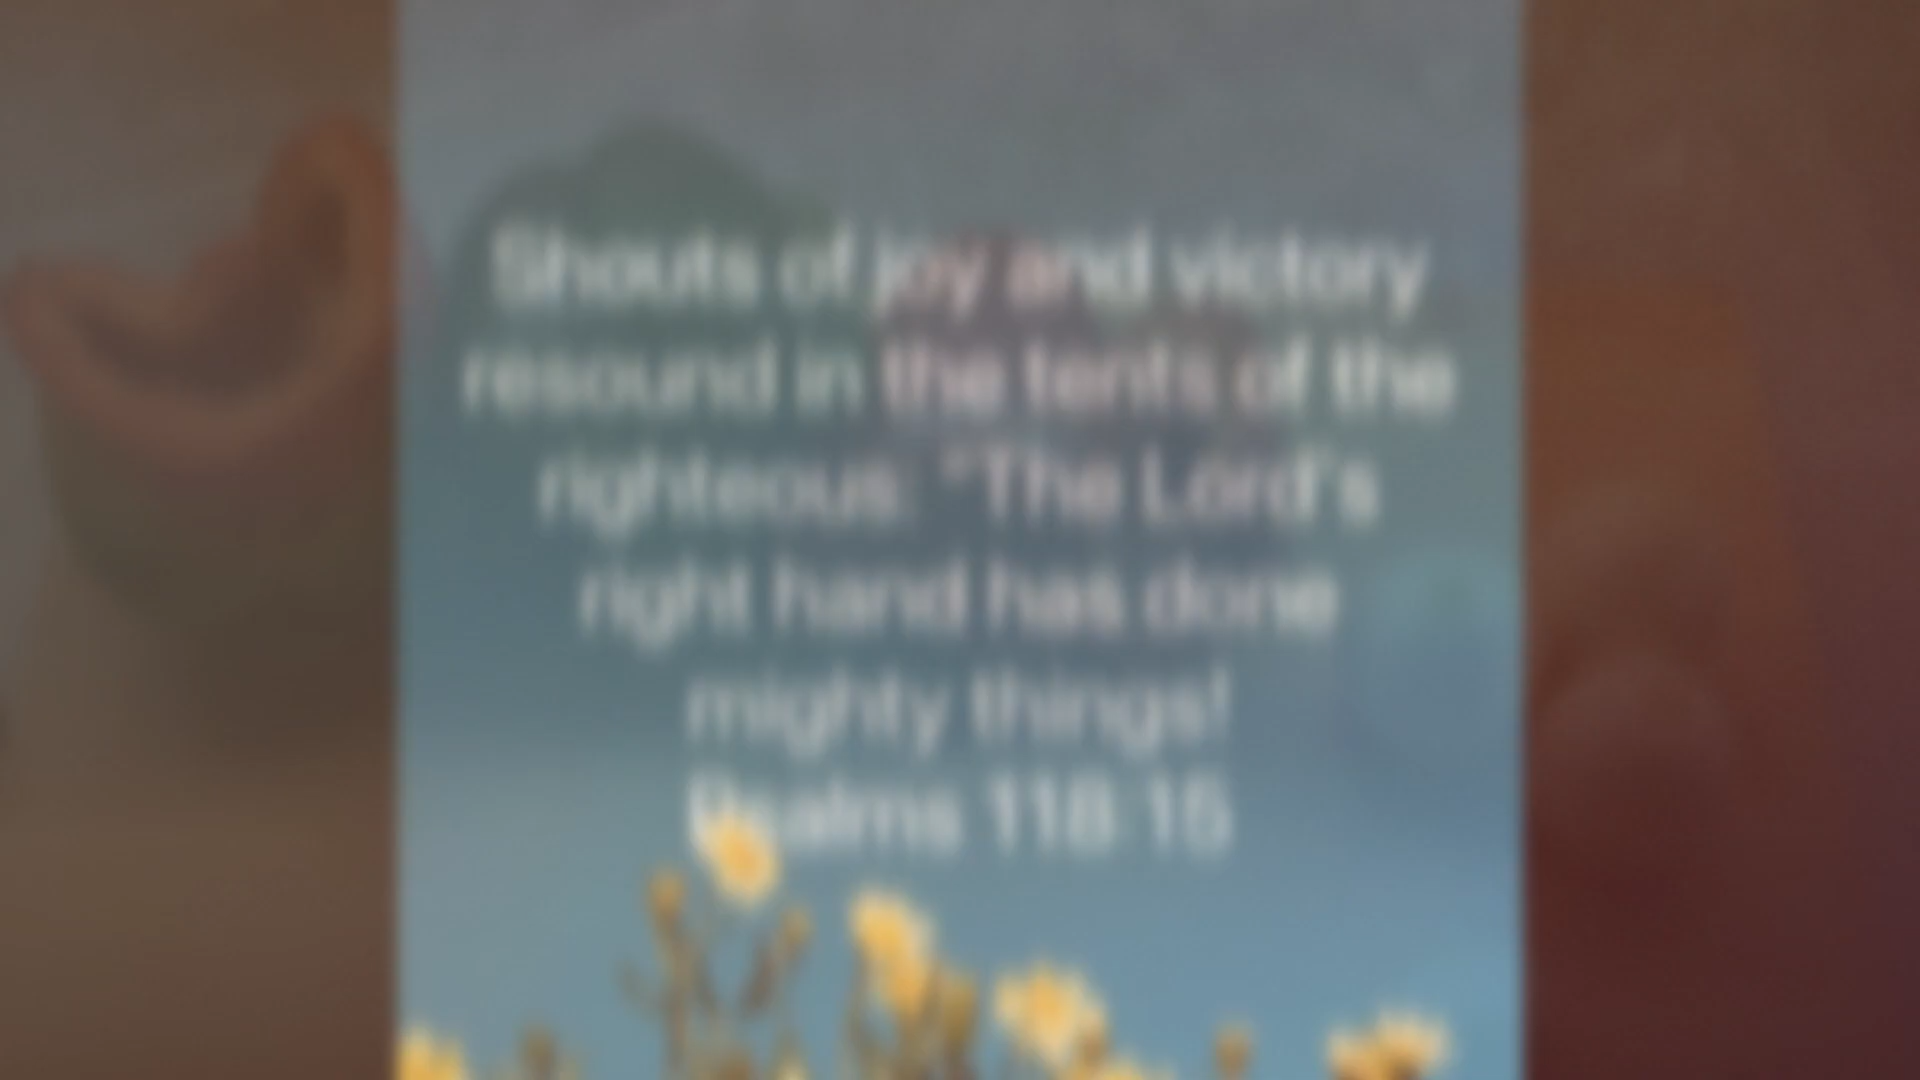 Shouts of joy and victory
resound in the tents of the
righteous: "The Lord's
right hand has done
mighty things!
Psalms 118:15